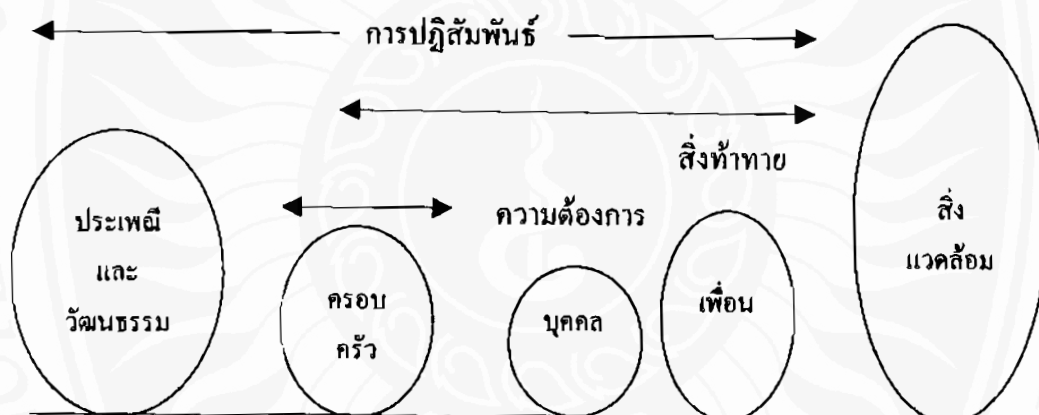 การปฏิสัมพันธ์
สิ่งท้าทาย
ความต้องการ
ประเพณี
และ
วัฒนธรรม
ครอบ
ครัว
บุคคล
เพื่อน
สิ่ง
แวดล้อม